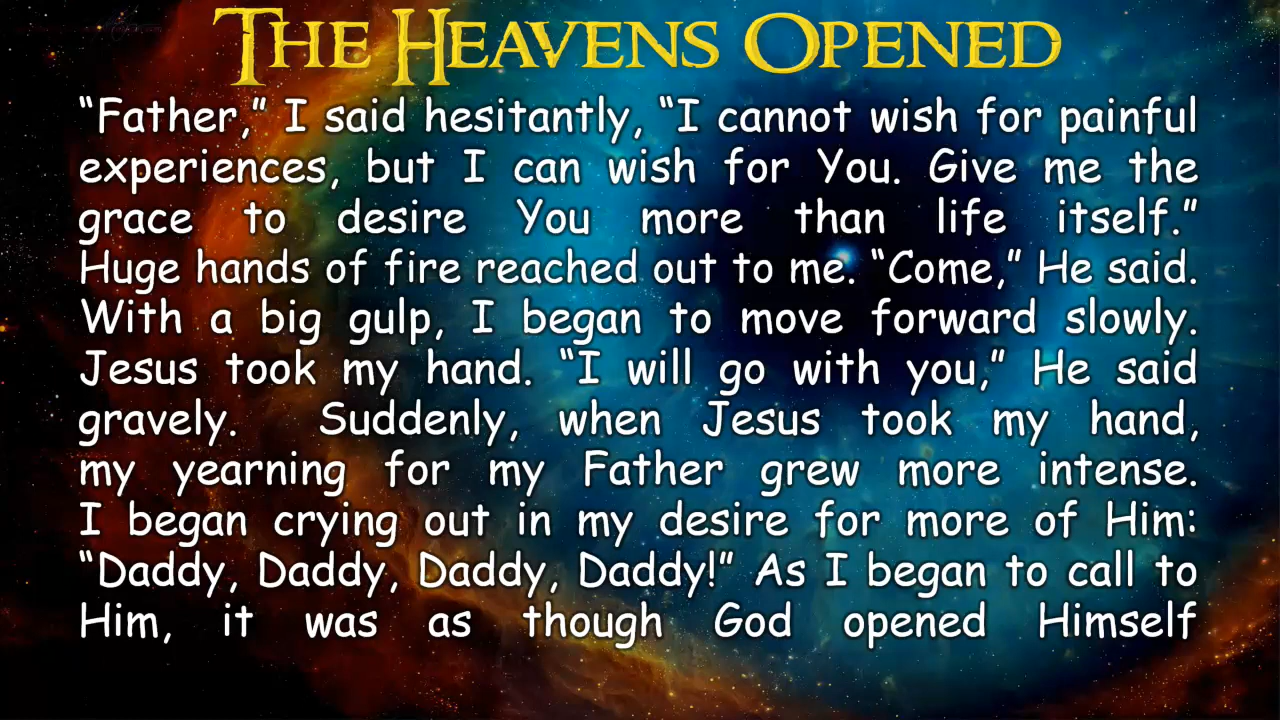 THE HEAVENS OPENED
“Father,” I said hesitantly, “I cannot wish for painful
experiences, but I can wish for You. Give me the
grace to desire You more than life itself.”
Huge hands of fire reached out to me. “Come,” He said.
With a big gulp, I began to move forward slowly.
Jesus took my hand. “I will go with you,” He said
gravely. Suddenly, when Jesus took my hand,
my yearning for my Father grew more intense.
I began crying out in my desire for more of Him:
“Daddy, Daddy, Daddy, Daddy!” As I began to call to
Him, it was as though God opened Himself